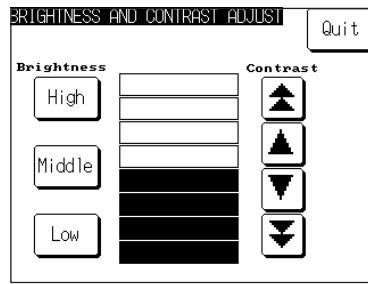 BRIGHTNESS AND CONTRAST ADJUST
Quit
Brightness
Contrast
High
Middle
Low